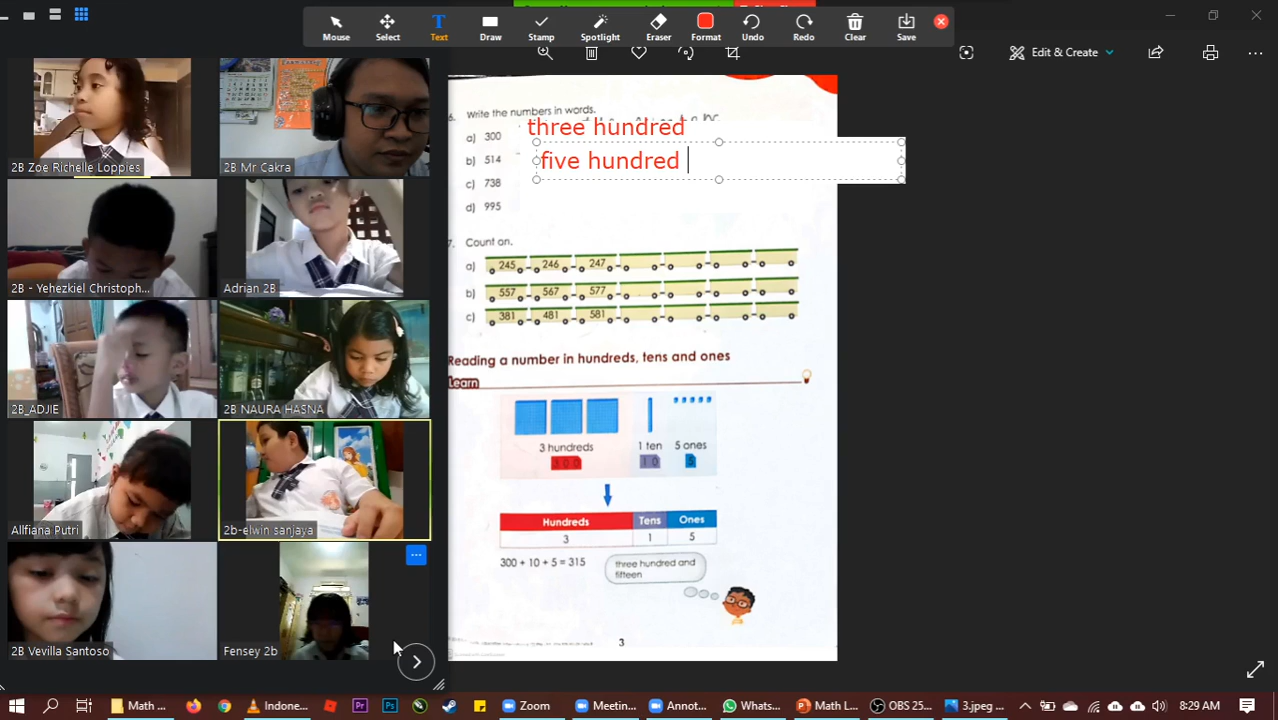 Mouse
Select
Text
Draw
Stamp
Spotlight
Eraser
Format
Undo
Redo
Clear
Save
Edit & Create
2B Zoe Richelle Loppies
2B Mr Cakra
2B - Yehezkiel Christoph...
Adrian 2B
2B_ADJIE
2B NAURA HASNA
Allfiana Putri
2b-elwin sanjaya
2B Vevilla Santoso
Fensey 2b
6. Write the numbers in words.
a) 300
three hundred
b) 514
five hundred
c) 738
d) 995
7. Count on.
a) 245 246 247
b) 557 567 577
c) 381 481 581
Reading a number in hundreds, tens and ones
Learn
3 hundreds 1 ten 5 ones
300 10 5
Hundreds Tens Ones
3 1 5
300 + 10 + 5 = 315
three hundred and
fifteen
3
Math ...
Indone...
Zoom
Meetin...
Annot...
WhatsA...
Math L...
OBS 25...
3.jpeg ...
8:29 AM